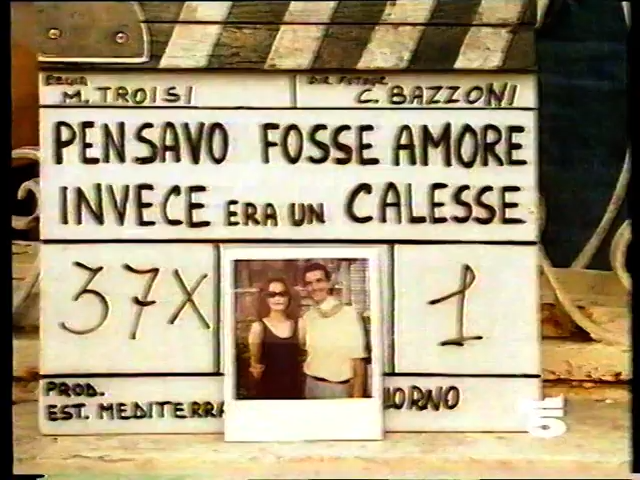 REGIA
M. TROISI
DIR. FOTOGR.
C. BAZZONI
PENSAVO FOSSE AMORE
INVECE ERA UN CALESSE
37X
1
PROD.
EST. MEDITERRA
IORNO
5